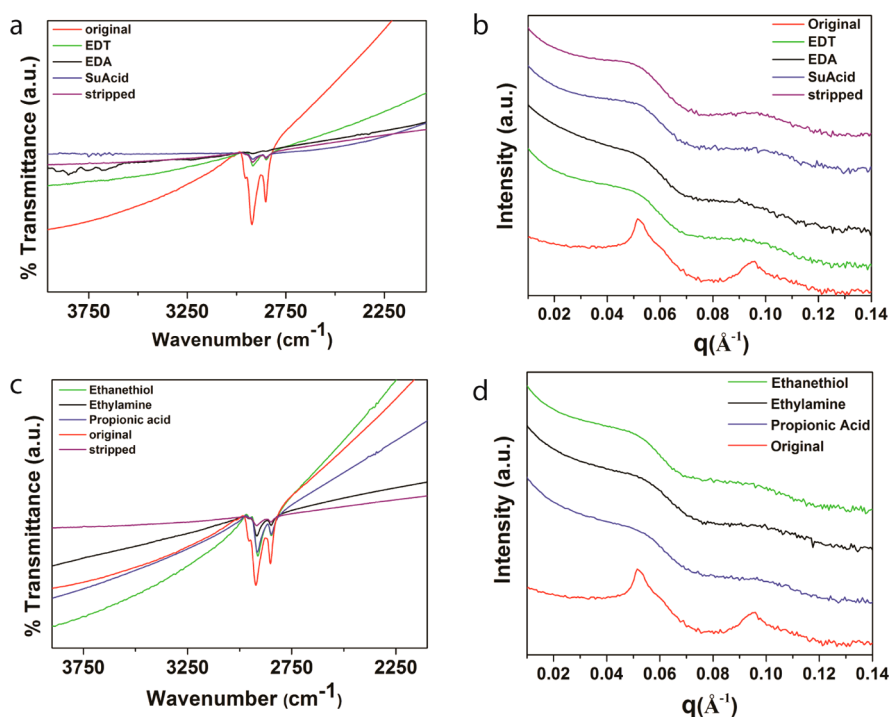 a
original
EDT
EDA
SuAcid
stripped
% Transmittance (a.u.)
3750 3250 2750 2250
Wavenumber (cm-1)
b
Original
EDT
EDA
SuAcid
stripped
Intensity (a.u.)
0.02 0.04 0.06 0.08 0.10 0.12 0.14
q(Å-1)
c
Ethanethiol
Ethylamine
Propionic acid
original
stripped
% Transmittance (a.u.)
3750 3250 2750 2250
Wavenumber (cm-1)
d
Ethanethiol
Ethylamine
Propionic Acid
Original
Intensity (a.u.)
0.02 0.04 0.06 0.08 0.10 0.12 0.14
q(Å-1)